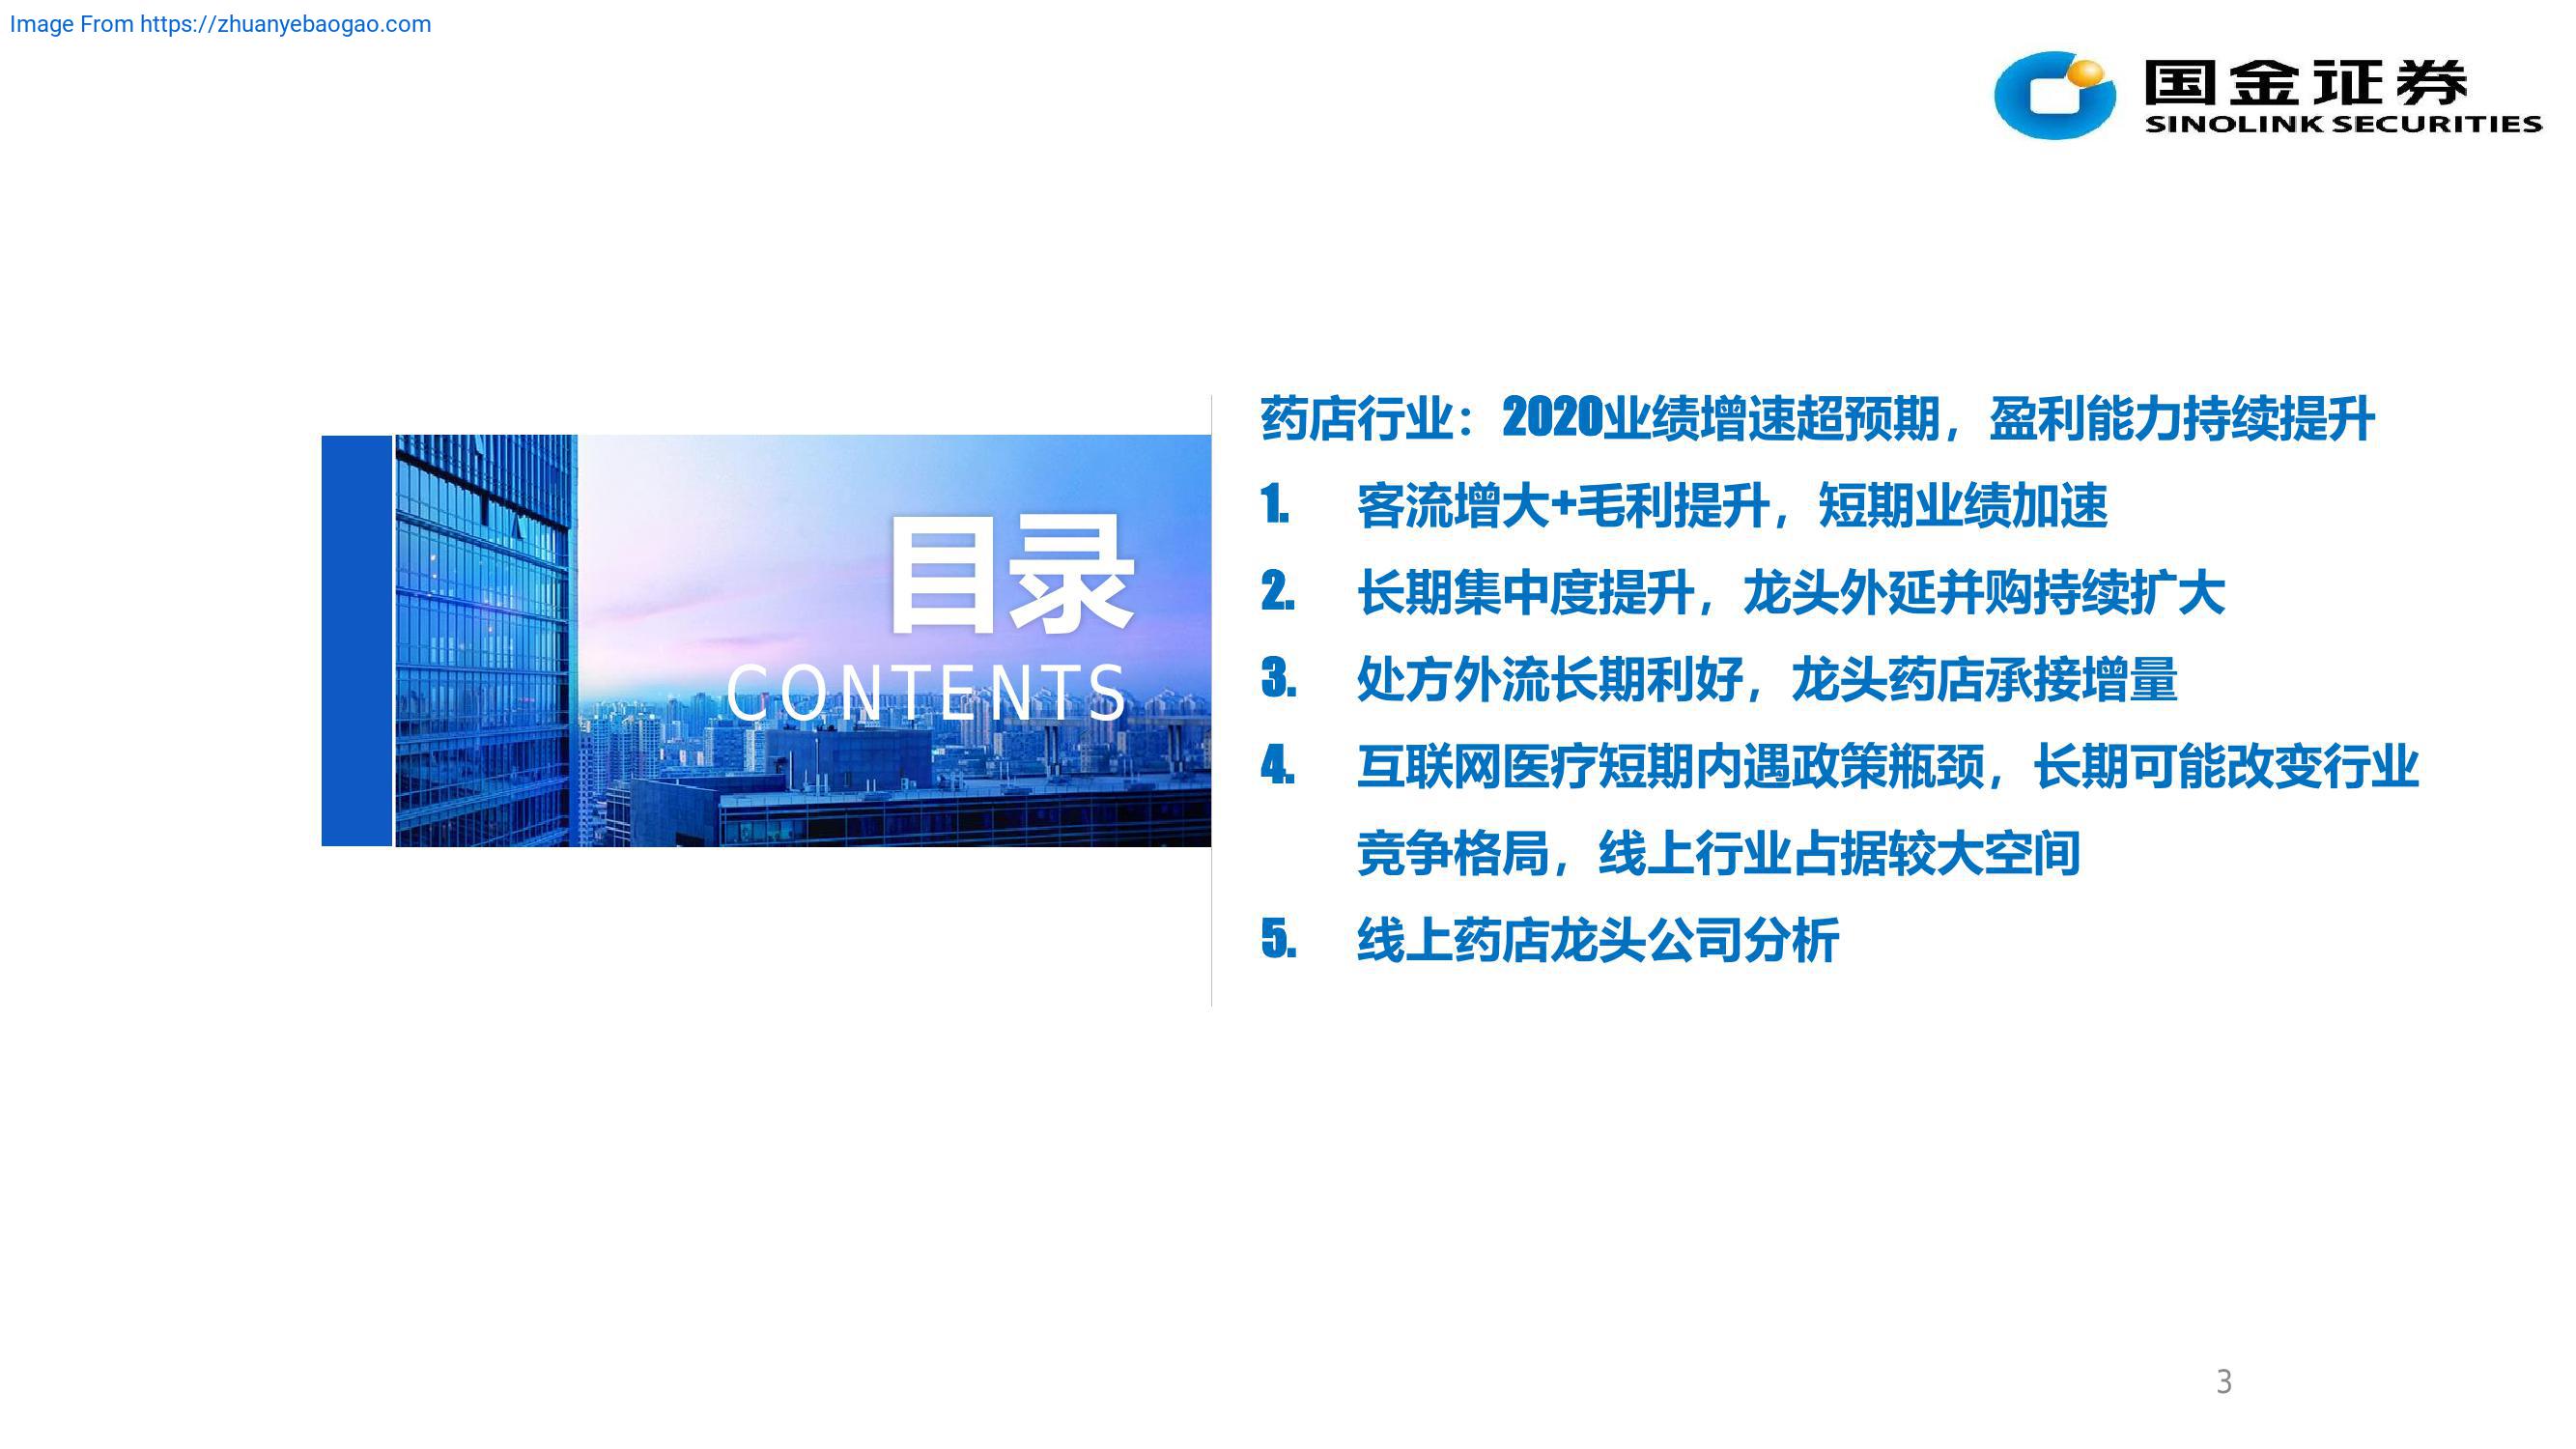 Image From https://zhuanyebaogao.com
国金证券
SINOLINK SECURITIES
目录
CONTENTS
药店行业：2020业绩增速超预期，盈利能力持续提升
1. 客流增大+毛利提升，短期业绩加速
2. 长期集中度提升，龙头外延并购持续扩大
3. 处方外流长期利好，龙头药店承接增量
4. 互联网医疗短期内遇政策瓶颈，长期可能改变行业
竞争格局，线上行业占据较大空间
5. 线上药店龙头公司分析
3